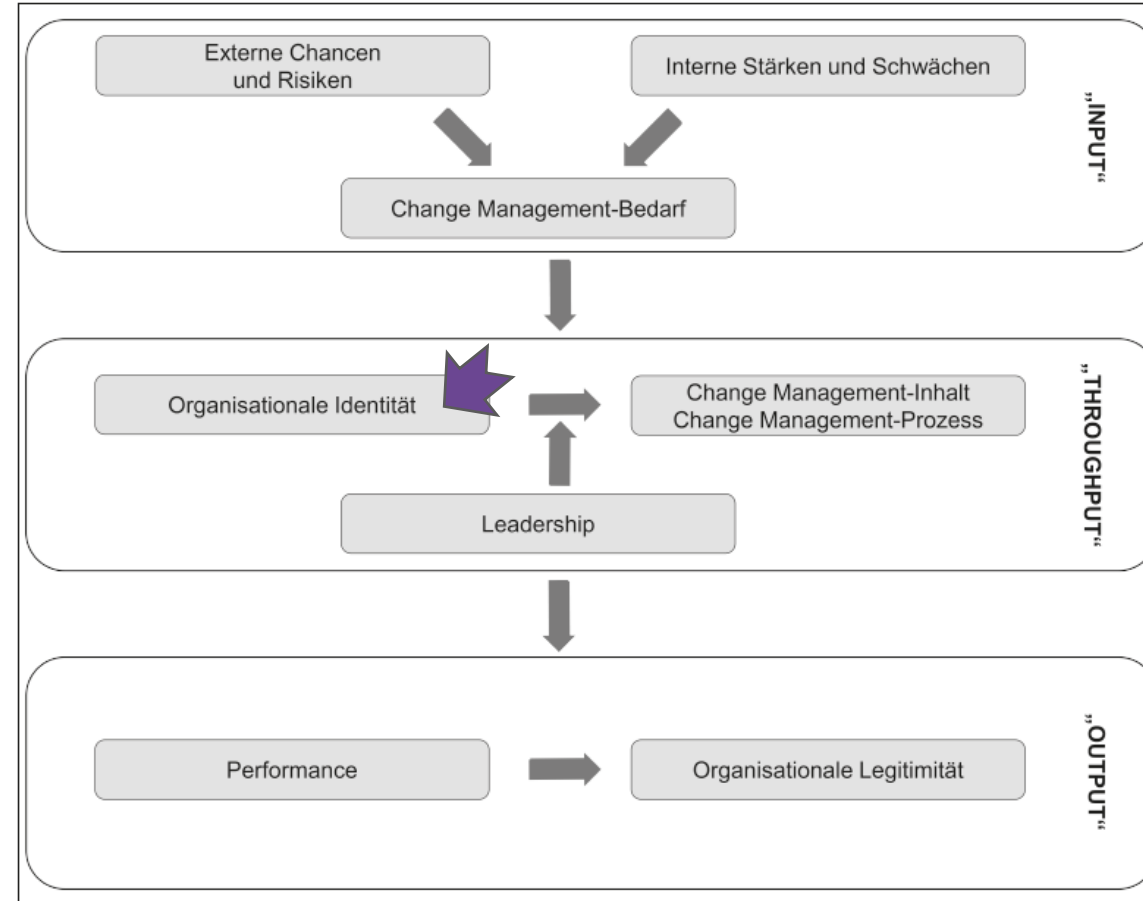 Externe Chancen
und Risiken
Interne Stärken und Schwächen
Change Management-Bedarf
„INPUT“
Organisationale Identität
Change Management-Inhalt
Change Management-Prozess
Leadership
„THROUGHPUT“
Performance
Organisationale Legitimität
„OUTPUT“